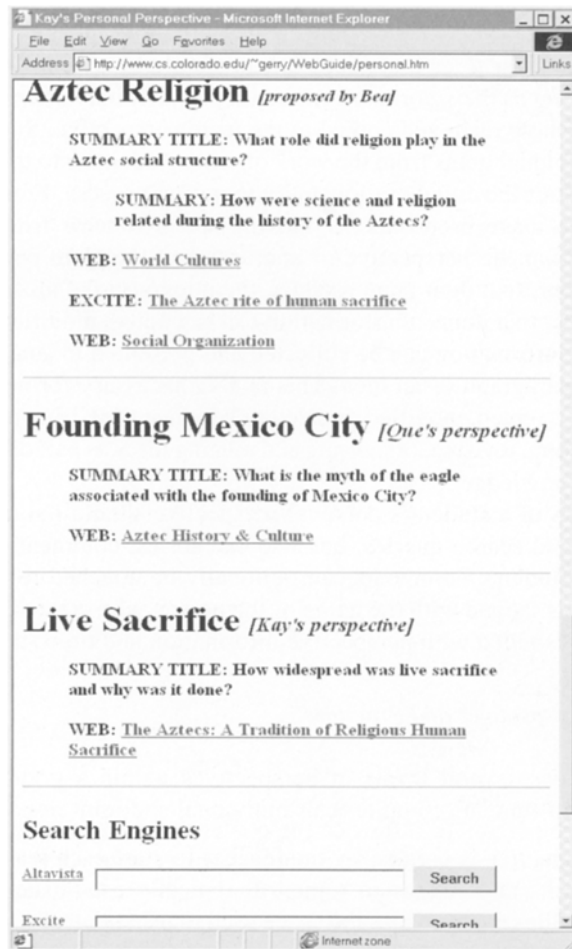 Kay's Personal Perspective - Microsoft Internet Explorer
File Edit View Go Favorites Help
Address http://www.cs.colorado.edu/~gerry/WebGuide/personal.htm Links
Aztec Religion [proposed by Bea]
SUMMARY TITLE: What role did religion play in the
Aztec social structure?
SUMMARY: How were science and religion
related during the history of the Aztecs?
WEB: World Cultures
EXCITE: The Aztec rite of human sacrifice
WEB: Social Organization
Founding Mexico City [Que's perspective]
SUMMARY TITLE: What is the myth of the eagle
associated with the founding of Mexico City?
WEB: Aztec History & Culture
Live Sacrifice [Kay's perspective]
SUMMARY TITLE: How widespread was live sacrifice
and why was it done?
WEB: The Aztecs: A Tradition of Religious Human
Sacrifice
Search Engines
Altavista Search
Excite Search
Internet zone